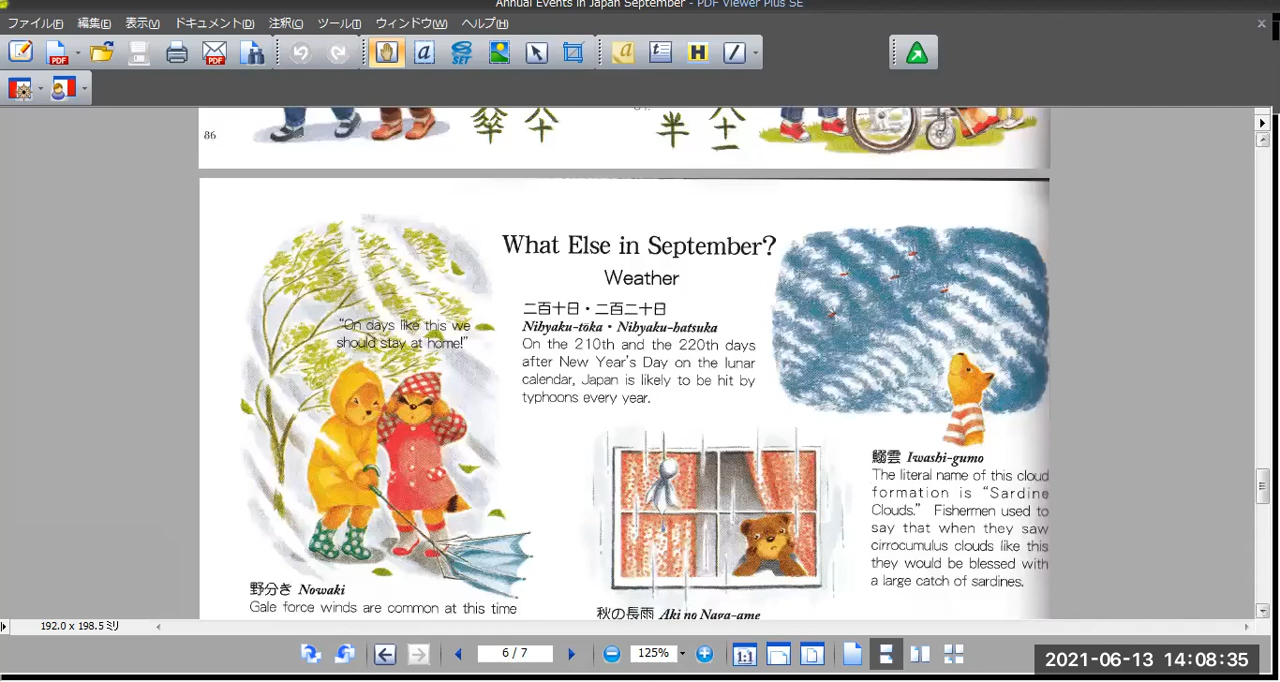 Annual Events in Japan September - PDF Viewer Plus SE
ファイル(F) 編集(E) 表示(V) ドキュメント(D) 注釈(C) ツール(T) ウィンドウ(W) ヘルプ(H)
86
傘 仐
半 仐
What Else in September?
Weather
二百十日・二百二十日
Nihyaku-tōka・Nihyaku-hatsuka
On the 210th and the 220th days
after New Year's Day on the lunar
calendar, Japan is likely to be hit by
typhoons every year.
"On days like this we
should stay at home!"
鰯雲 Iwashi-gumo
The literal name of this cloud
formation is "Sardine
Clouds." Fishermen used to
say that when they saw
cirrocumulus clouds like this
they would be blessed with
a large catch of sardines.
野分き Nowaki
Gale force winds are common at this time
秋の長雨 Aki no Naga-ame
192.0 x 198.5 ミリ
6 / 7
125%
2021-06-13 14:08:35